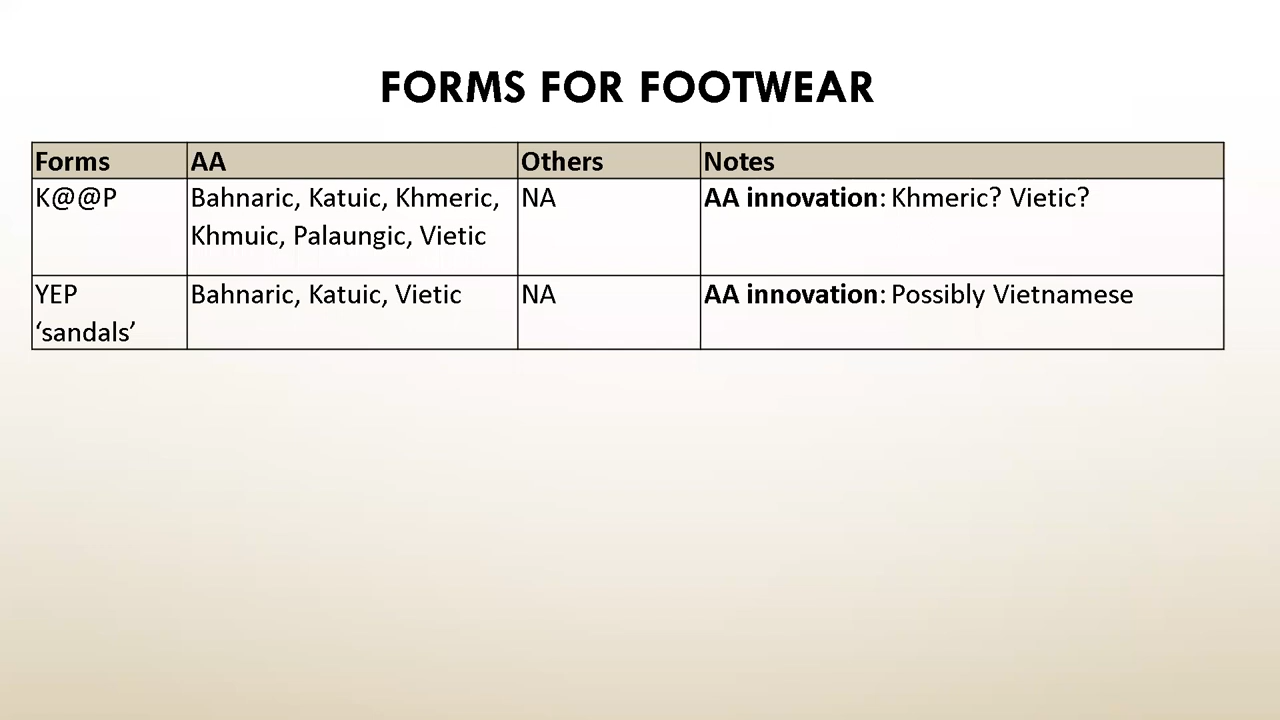 FORMS FOR FOOTWEAR
Forms AA Others Notes
K@@P Bahnaric, Katuic, Khmeric, NA AA innovation: Khmeric? Vietic?
Khmuic, Palaungic, Vietic
YEP Bahnaric, Katuic, Vietic NA AA innovation: Possibly Vietnamese
‘sandals’